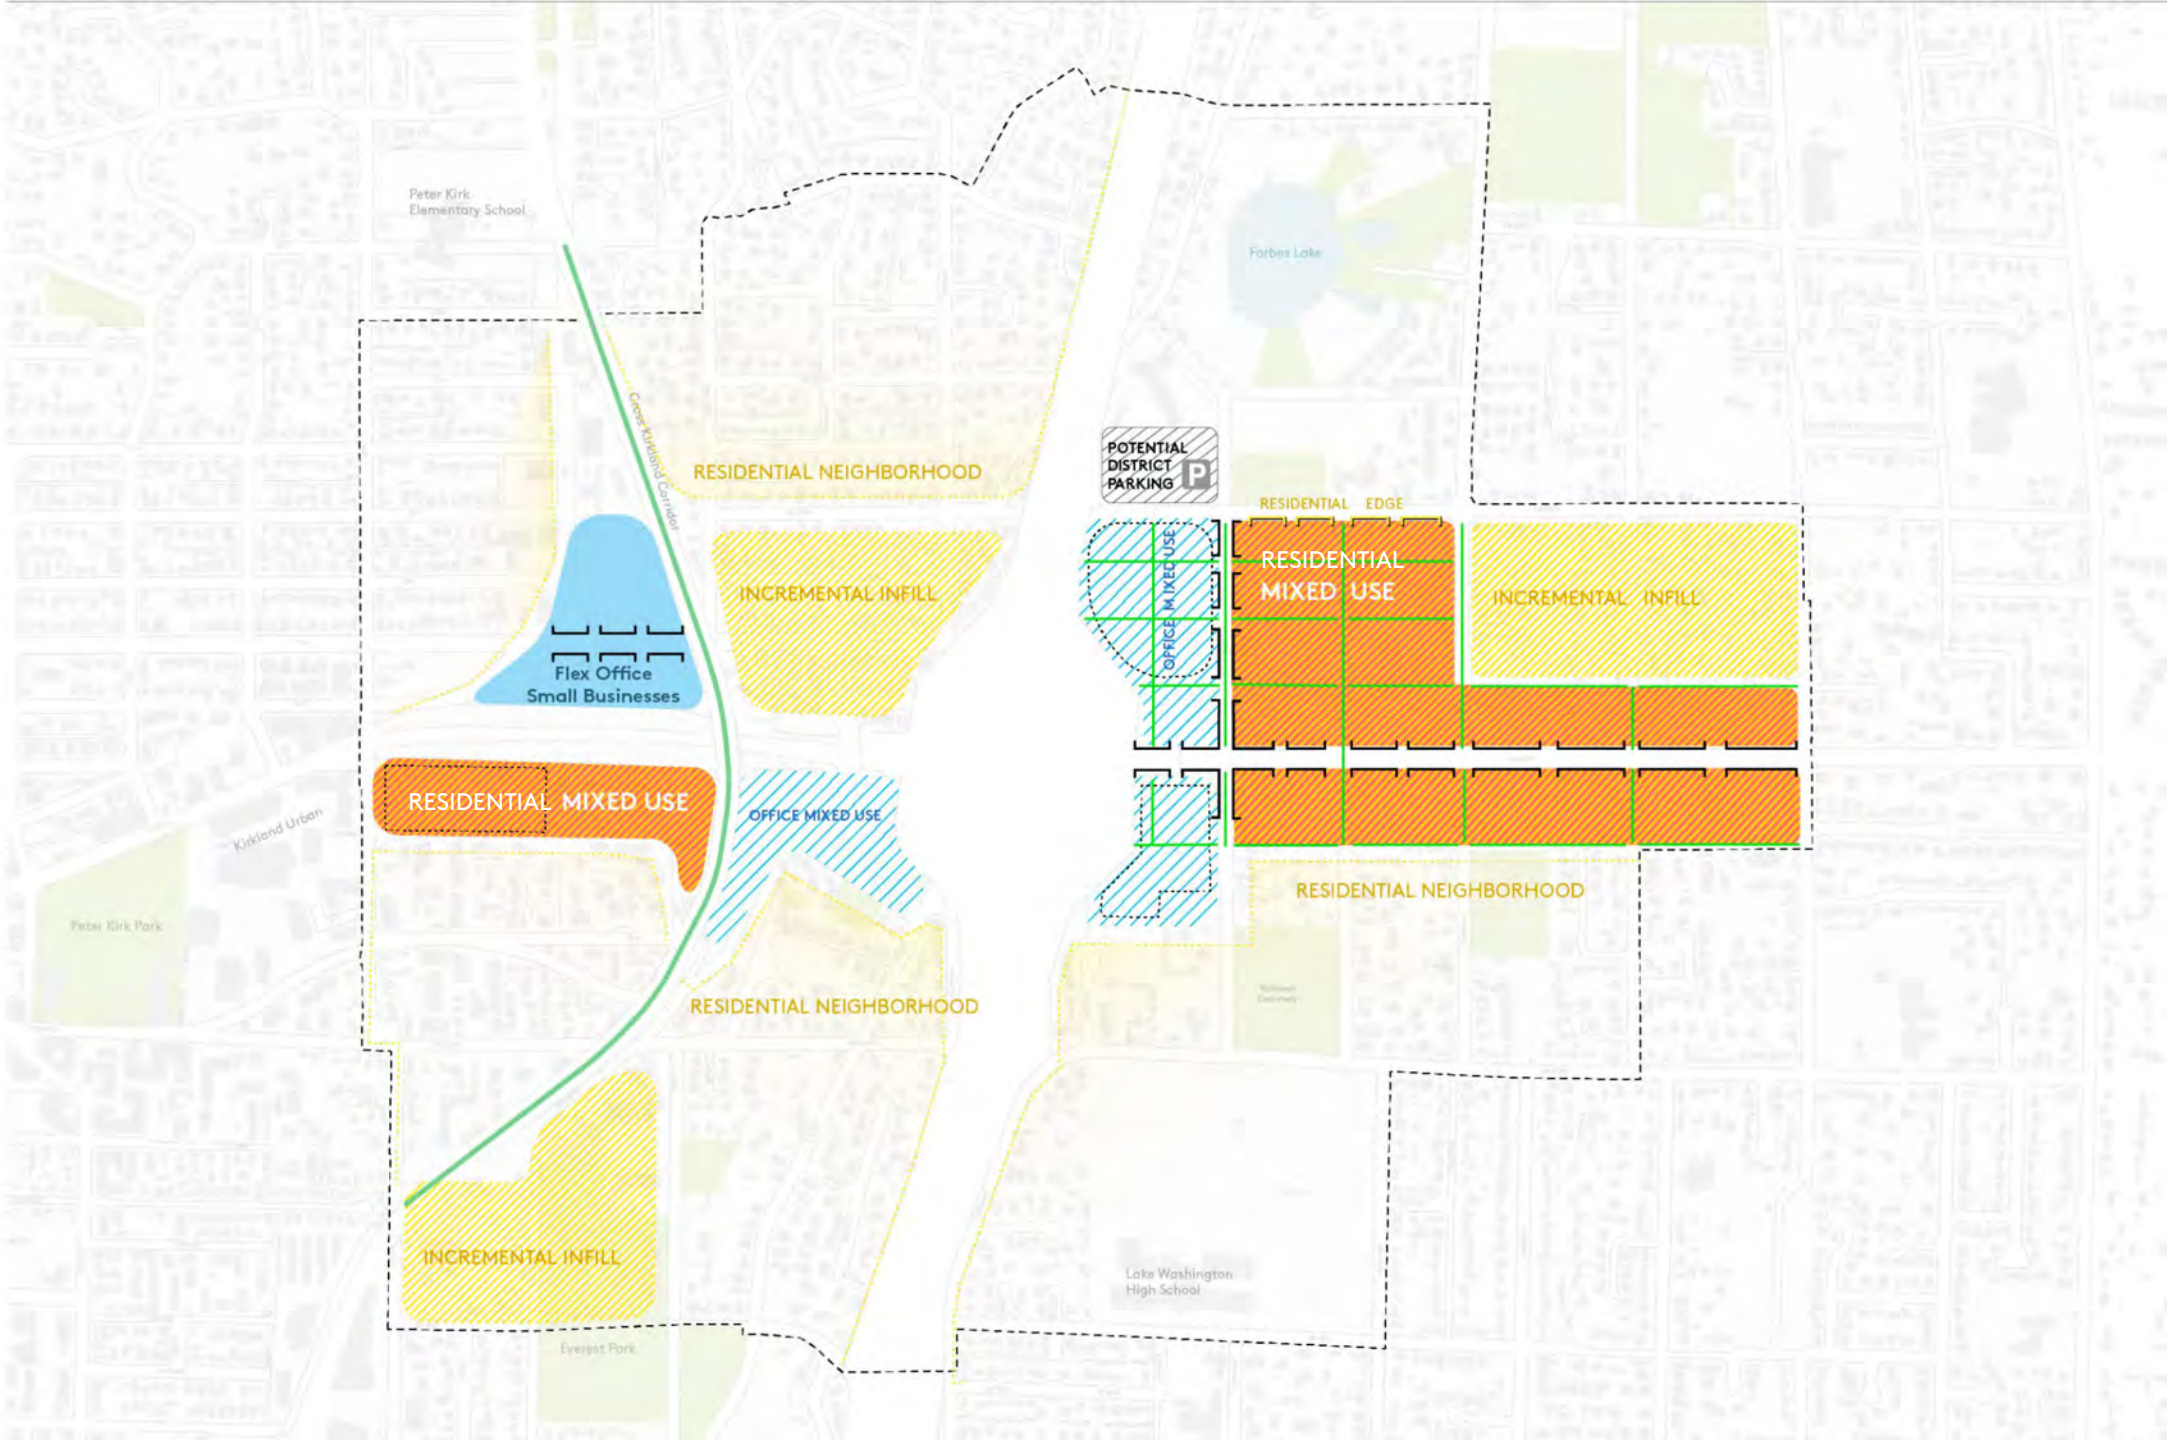 Peter Kirk
Elementary School
Forbes Lake
Cross Kirkland Corridor
POTENTIAL
DISTRICT
PARKING
P
RESIDENTIAL NEIGHBORHOOD
RESIDENTIAL EDGE
OFFICE MIXED USE
RESIDENTIAL
MIXED USE
INCREMENTAL INFILL
INCREMENTAL INFILL
Flex Office
Small Businesses
RESIDENTIAL MIXED USE
OFFICE MIXED USE
Kirkland Urban
RESIDENTIAL NEIGHBORHOOD
Peter Kirk Park
RESIDENTIAL NEIGHBORHOOD
INCREMENTAL INFILL
Lake Washington
High School
Everest Park